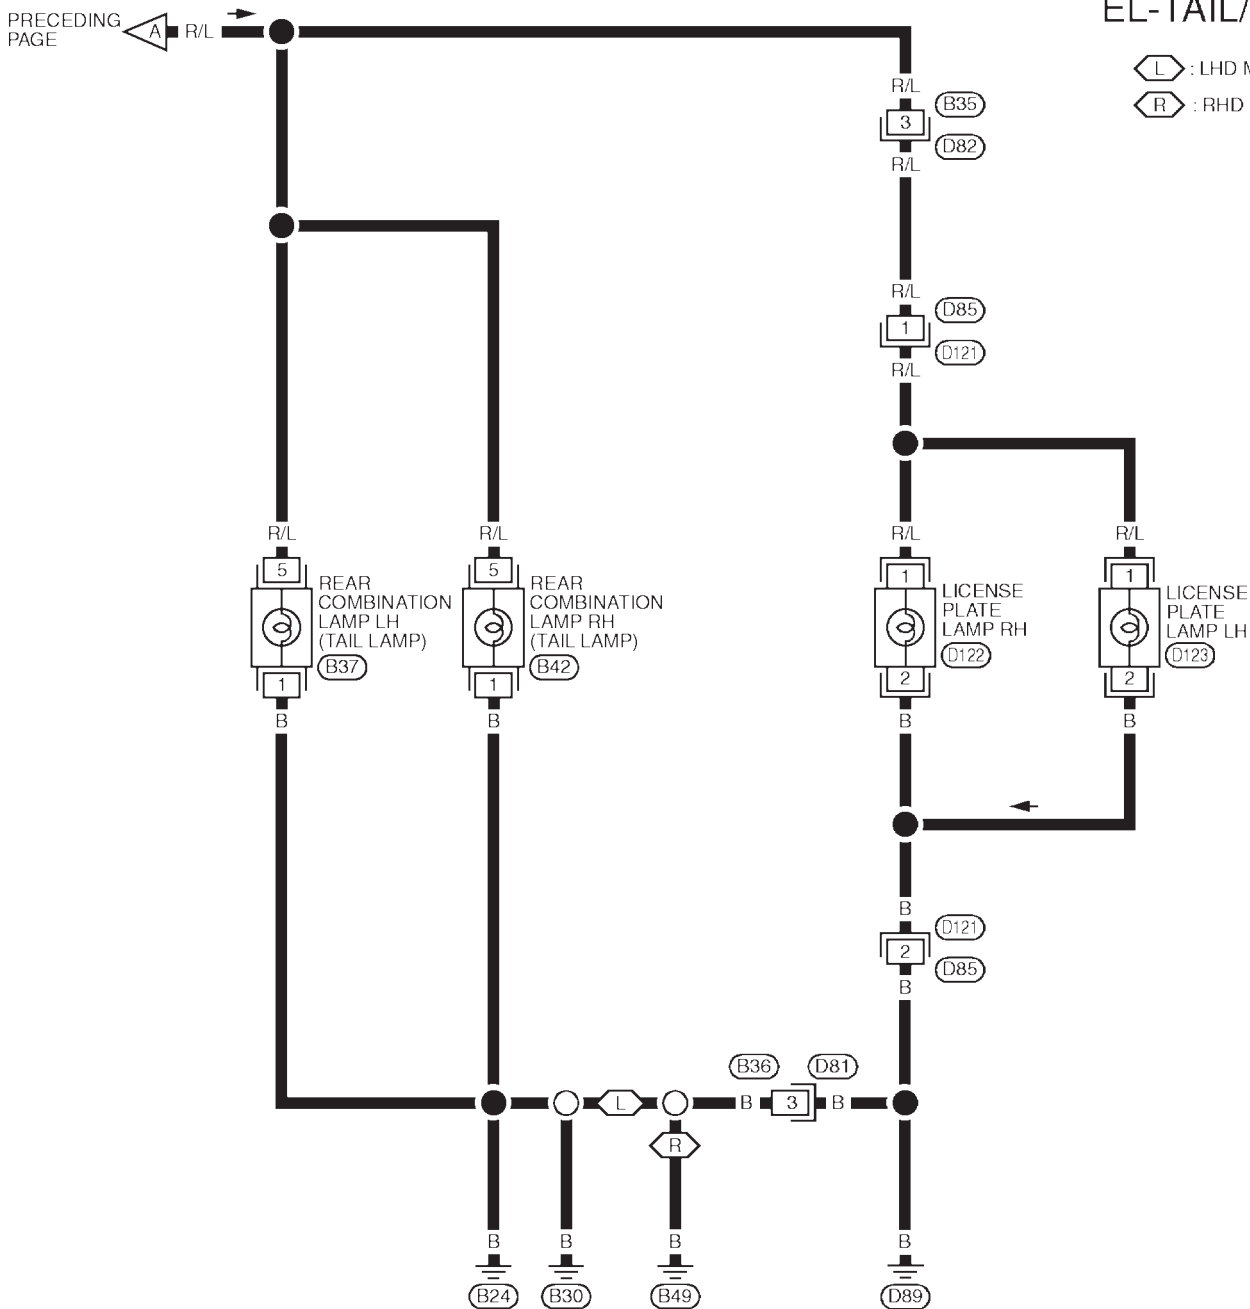 PRECEDING
PAGE
A
R/L
EL-TAIL/
L : LHD
R : RHD
R/L
B35
3
D82
R/L
R/L
D85
1
D121
R/L
R/L
R/L
R/L
R/L
5
REAR
COMBINATION
LAMP LH
(TAIL LAMP)
B37
1
B
5
REAR
COMBINATION
LAMP RH
(TAIL LAMP)
B42
1
B
1
LICENSE
PLATE
LAMP RH
D122
2
B
1
LICENSE
PLATE
LAMP LH
D123
2
B
B
D121
2
D85
B
B36
D81
L
B
3
B
R
B
B
B
B
B24
B30
B49
D89